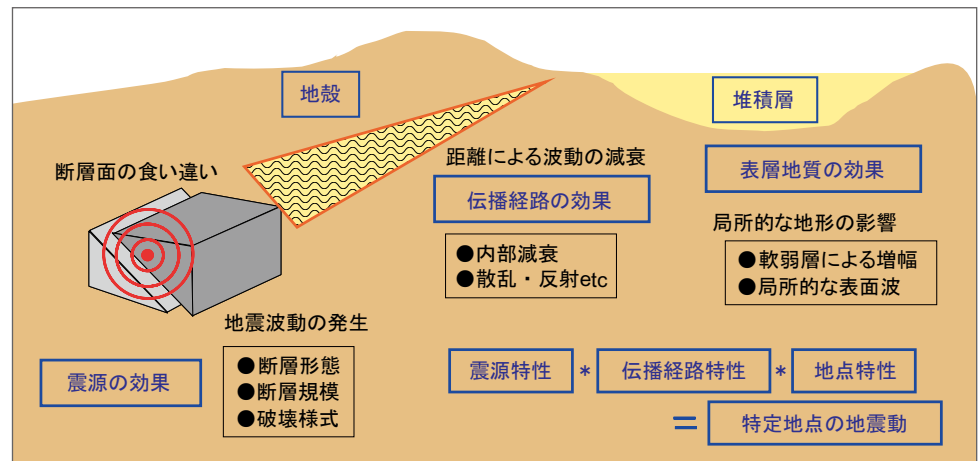 地殻
堆積層
断層面の食い違い
距離による波動の減衰
伝播経路の効果
●内部減衰
●散乱・反射etc
表層地質の効果
局所的な地形の影響
●軟弱層による増幅
●局所的な表面波
地震波動の発生
震源の効果
●断層形態
●断層規模
●破壊様式
震源特性 * 伝播経路特性 * 地点特性
= 特定地点の地震動